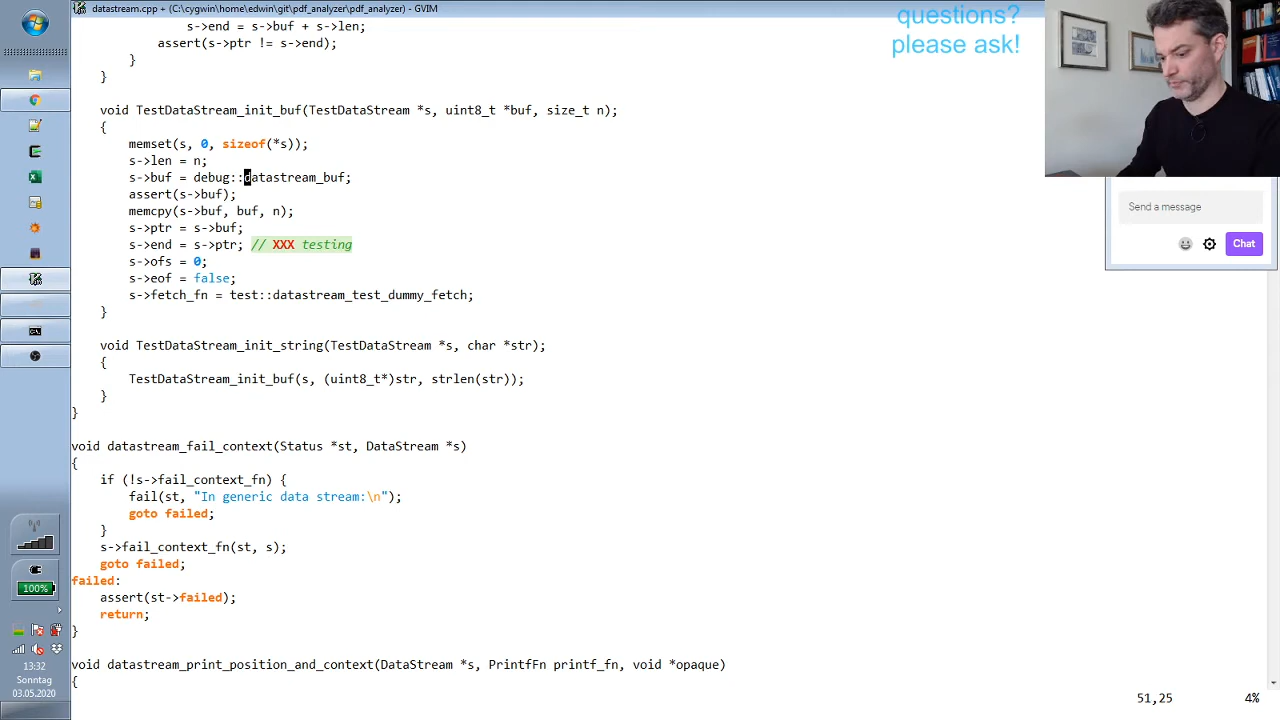 datastream.cpp + (C:\cygwin\home\edwin\git\pdf_analyzer\pdf_analyzer) - GVIM
questions?
please ask!
s->end = s->buf + s->len;
assert(s->ptr != s->end);
}
}
void TestDataStream_init_buf(TestDataStream *s, uint8_t *buf, size_t n);
{
memset(s, 0, sizeof(*s));
s->len = n;
s->buf = debug::datastream_buf;
assert(s->buf);
memcpy(s->buf, buf, n);
s->ptr = s->buf;
s->end = s->ptr; // XXX testing
s->ofs = 0;
s->eof = false;
s->fetch_fn = test::datastream_test_dummy_fetch;
}
void TestDataStream_init_string(TestDataStream *s, char *str);
{
TestDataStream_init_buf(s, (uint8_t*)str, strlen(str));
}
}
void datastream_fail_context(Status *st, DataStream *s)
{
if (!s->fail_context_fn) {
fail(st, "In generic data stream:\n");
goto failed;
}
s->fail_context_fn(st, s);
goto failed;
failed:
assert(st->failed);
return;
}
void datastream_print_position_and_context(DataStream *s, PrintfFn printf_fn, void *opaque)
{
51,25 4%
Send a message
Chat
100%
13:32
Sonntag
03.05.2020